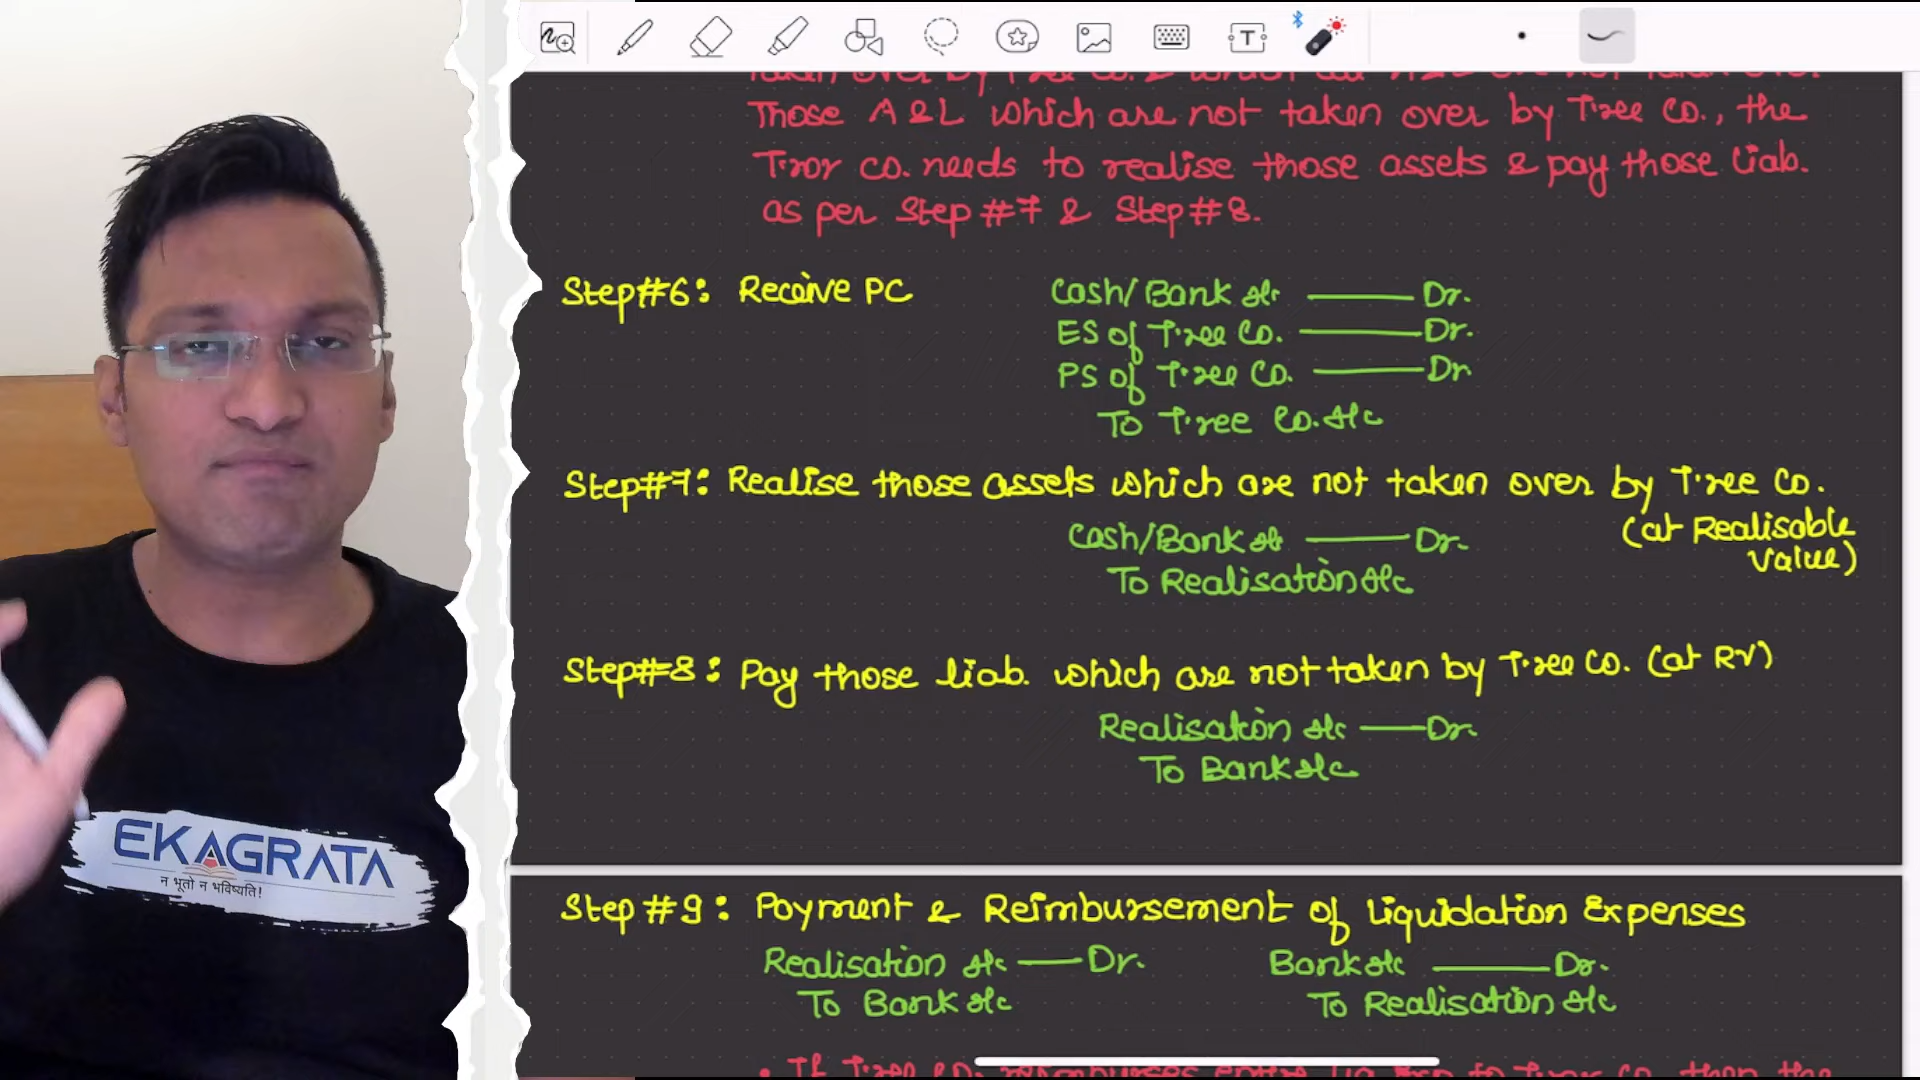 Those A & L which are not taken over by T'ree Co., the
T'ror co. needs to realise those assets & pay those liab.
as per Step #7 & Step #8.
Step#6: Receive PC
Cash/Bank A/c —— Dr.
ES of T'ree Co. —— Dr.
PS of T'ree Co. —— Dr.
To T'ree Co. A/c
Step#7: Realise those assets which are not taken over by T'ree Co.
(at Realisable
Value)
Cash/Bank A/c —— Dr.
To Realisation A/c
Step#8: Pay those liab. which are not taken by T'ree Co. (at RV)
Realisation A/c —— Dr.
To Bank A/c
EKAGRATA
न भूतो न भविष्यति!
Step #9: Payment & Reimbursement of Liquidation Expenses
Realisation A/c —— Dr.
To Bank A/c
Bank A/c —— Dr.
To Realisation A/c